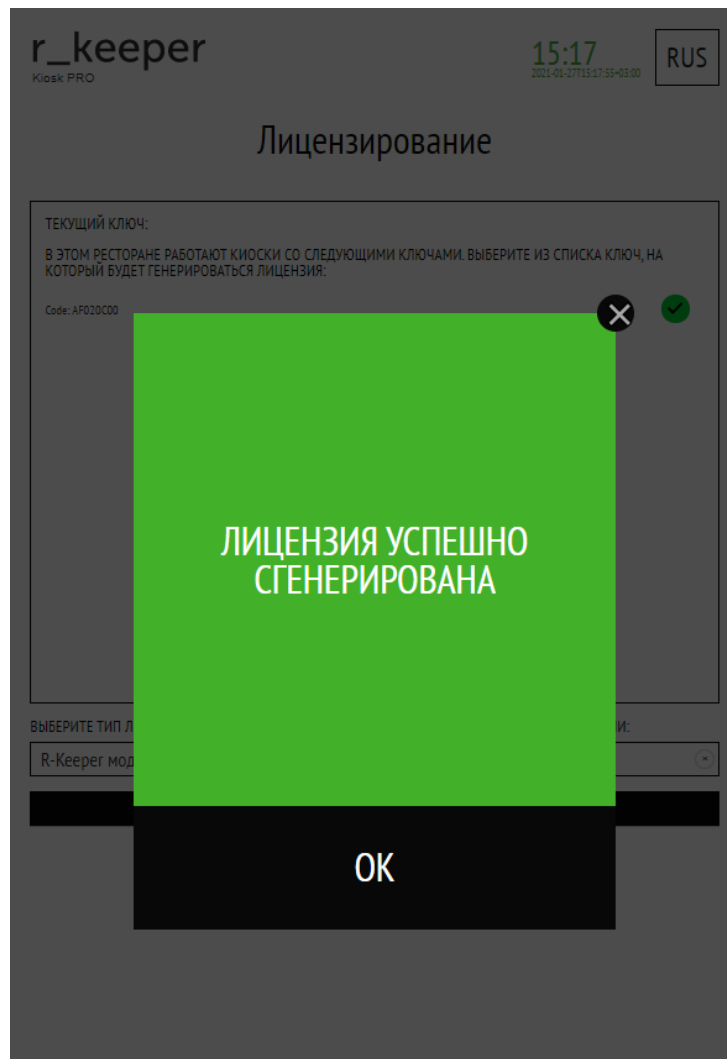 r_keeper
Kiosk PRO
15:17
2021-01-27T15:17:55+03:00
RUS
Лицензирование
ТЕКУЩИЙ КЛЮЧ:
В ЭТОМ РЕСТОРАНЕ РАБОТАЮТ КИОСКИ СО СЛЕДУЮЩИМИ КЛЮЧАМИ. ВЫБЕРИТЕ ИЗ СПИСКА КЛЮЧ, НА
КОТОРЫЙ БУДЕТ ГЕНЕРИРОВАТЬСЯ ЛИЦЕНЗИЯ:
Code: AF020C00
ЛИЦЕНЗИЯ УСПЕШНО
СГЕНЕРИРОВАНА
ВЫБЕРИТЕ ТИП
R-Keeper
OK